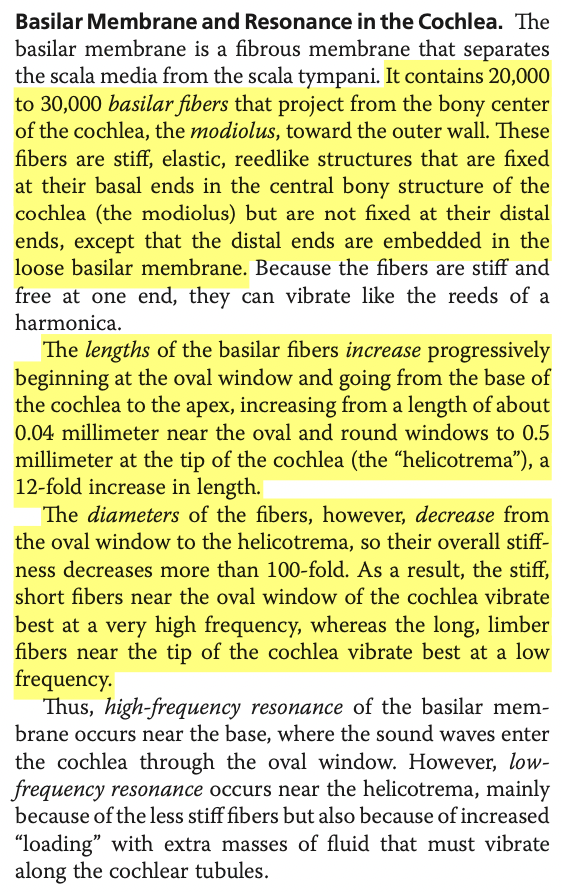 Basilar Membrane and Resonance in the Cochlea. The
basilar membrane is a fibrous membrane that separates
the scala media from the scala tympani. It contains 20,000
to 30,000 basilar fibers that project from the bony center
of the cochlea, the modiolus, toward the outer wall. These
fibers are stiff, elastic, reedlike structures that are fixed
at their basal ends in the central bony structure of the
cochlea (the modiolus) but are not fixed at their distal
ends, except that the distal ends are embedded in the
loose basilar membrane. Because the fibers are stiff and
free at one end, they can vibrate like the reeds of a
harmonica.
The lengths of the basilar fibers increase progressively
beginning at the oval window and going from the base of
the cochlea to the apex, increasing from a length of about
0.04 millimeter near the oval and round windows to 0.5
millimeter at the tip of the cochlea (the “helicotrema”), a
12-fold increase in length.
The diameters of the fibers, however, decrease from
the oval window to the helicotrema, so their overall stiff-
ness decreases more than 100-fold. As a result, the stiff,
short fibers near the oval window of the cochlea vibrate
best at a very high frequency, whereas the long, limber
fibers near the tip of the cochlea vibrate best at a low
frequency.
Thus, high-frequency resonance of the basilar mem-
brane occurs near the base, where the sound waves enter
the cochlea through the oval window. However, low-
frequency resonance occurs near the helicotrema, mainly
because of the less stiff fibers but also because of increased
“loading” with extra masses of fluid that must vibrate
along the cochlear tubules.